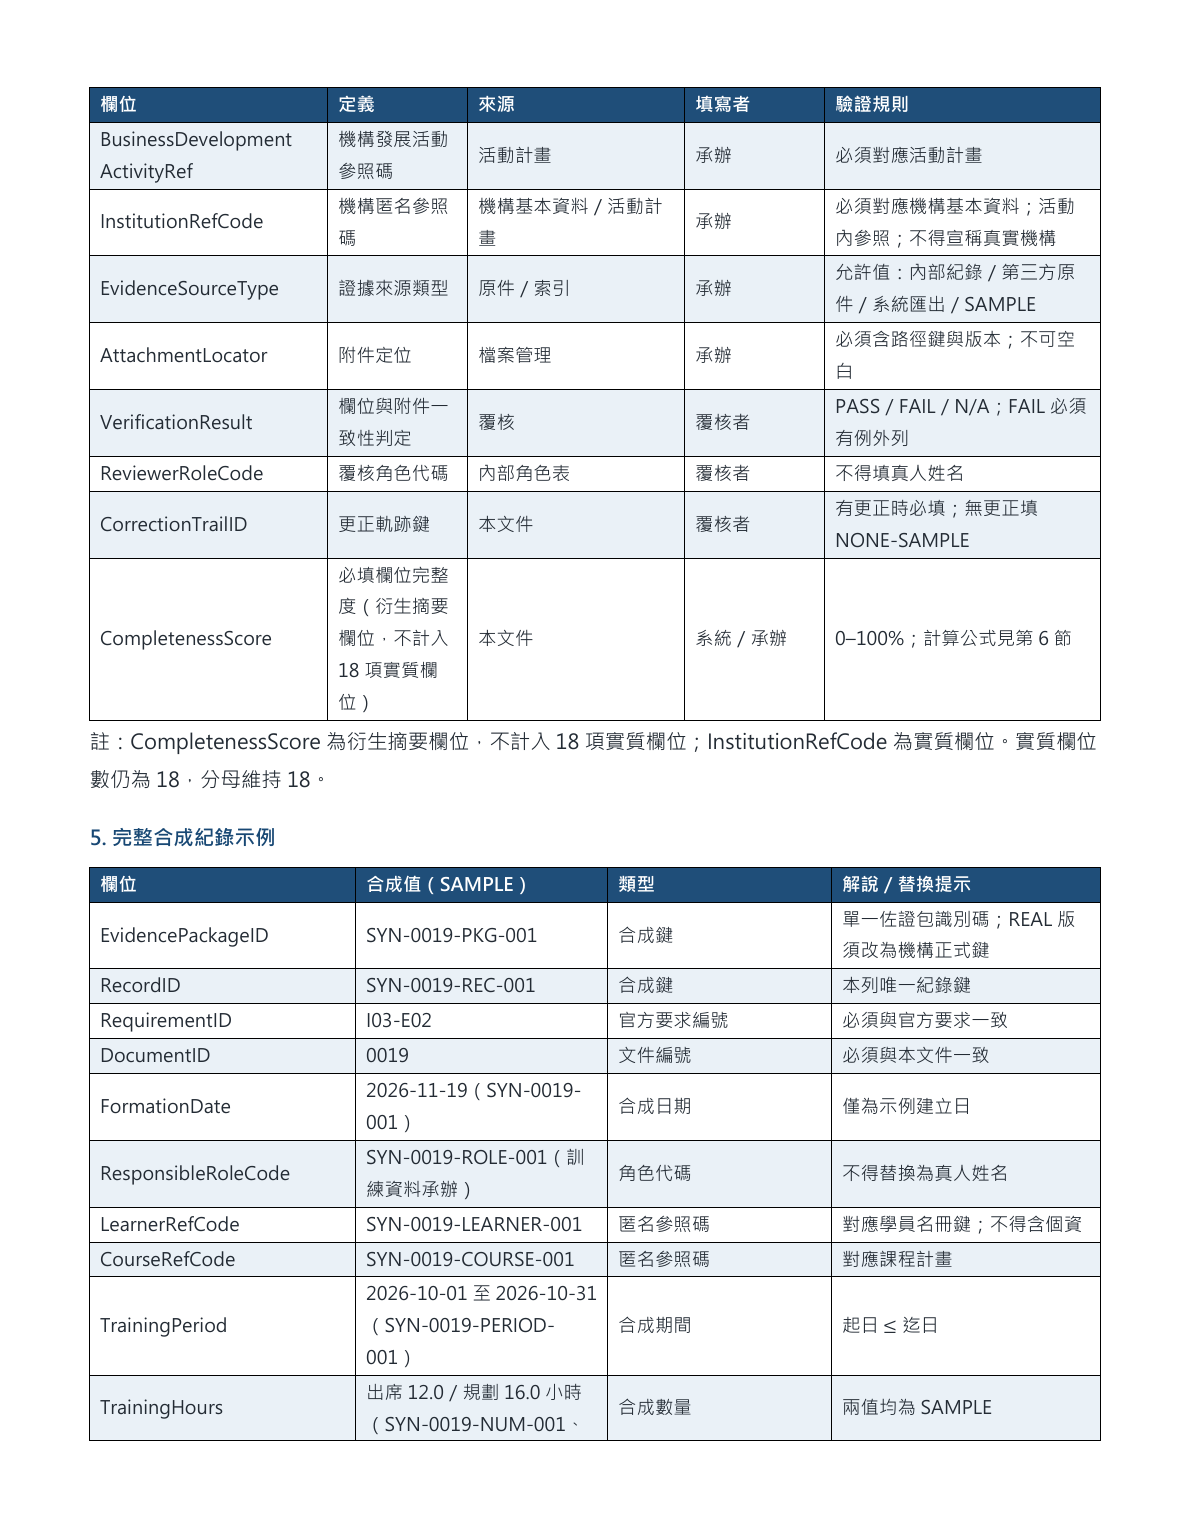 欄位 定義 來源 填寫者 驗證規則
BusinessDevelopment
ActivityRef
機構發展活動
參照碼
活動計畫
承辦
必須對應活動計畫
InstitutionRefCode
機構匿名參照
碼
機構基本資料 / 活動計
畫
承辦
必須對應機構基本資料；活動
內參照；不得宣稱真實機構
EvidenceSourceType
證據來源類型
原件 / 索引
承辦
允許值：內部紀錄 / 第三方原
件 / 系統匯出 / SAMPLE
AttachmentLocator
附件定位
檔案管理
承辦
必須含路徑鍵與版本；不可空
白
VerificationResult
欄位與附件一
致性判定
覆核
覆核者
PASS / FAIL / N/A；FAIL 必須
有例外列
ReviewerRoleCode
覆核角色代碼
內部角色表
覆核者
不得填真人姓名
CorrectionTrailID
更正軌跡鍵
本文件
覆核者
有更正時必填；無更正填
NONE-SAMPLE
CompletenessScore
必填欄位完整
度（衍生摘要
欄位，不計入
18 項實質欄
位）
本文件
系統 / 承辦
0–100%；計算公式見第 6 節
註：CompletenessScore 為衍生摘要欄位，不計入 18 項實質欄位；InstitutionRefCode 為實質欄位。實質欄位
數仍為 18，分母維持 18。
5. 完整合成紀錄示例
欄位 合成值（SAMPLE） 類型 解說 / 替換提示
EvidencePackageID
SYN-0019-PKG-001
合成鍵
單一佐證包識別碼；REAL 版
須改為機構正式鍵
RecordID
SYN-0019-REC-001
合成鍵
本列唯一紀錄鍵
RequirementID
I03-E02
官方要求編號
必須與官方要求一致
DocumentID
0019
文件編號
必須與本文件一致
FormationDate
2026-11-19（SYN-0019-
001）
合成日期
僅為示例建立日
ResponsibleRoleCode
SYN-0019-ROLE-001（訓
練資料承辦）
角色代碼
不得替換為真人姓名
LearnerRefCode
SYN-0019-LEARNER-001
匿名參照碼
對應學員名冊鍵；不得含個資
CourseRefCode
SYN-0019-COURSE-001
匿名參照碼
對應課程計畫
TrainingPeriod
2026-10-01 至 2026-10-31
（SYN-0019-PERIOD-
001）
合成期間
起日 ≤ 迄日
TrainingHours
出席 12.0 / 規劃 16.0 小時
（SYN-0019-NUM-001、
合成數量
兩值均為 SAMPLE